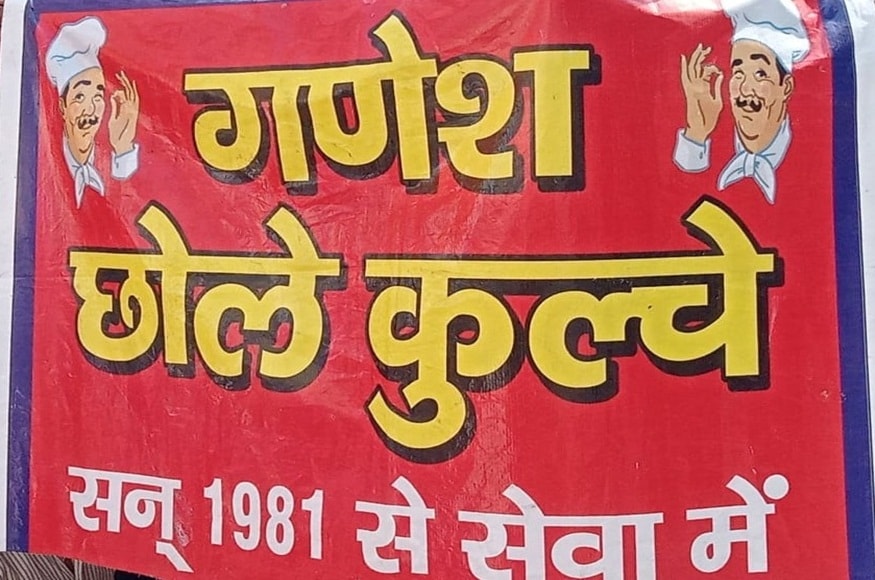 गणेश
छोले कुल्चे
सन् 1981 से सेवा में